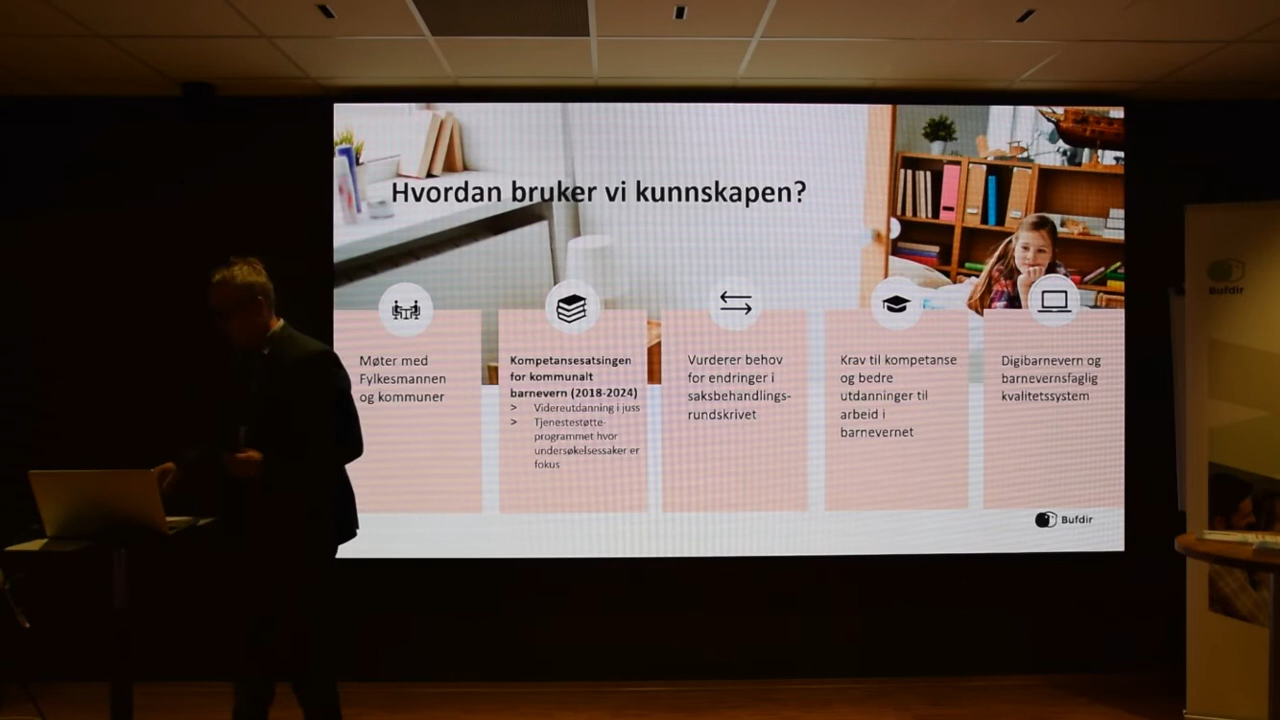 Hvordan bruker vi kunnskapen?
Møter med
Fylkesmannen
og kommuner
Kompetansesatsingen
for kommunalt
barnevern (2018-2024)
> Videreutdanning i juss
> Tjenestestøtte-
programmet hvor
undersøkelsessaker er
fokus
Vurderer behov
for endringer i
saksbehandlings-
rundskrivet
Krav til kompetanse
og bedre
utdanninger til
arbeid i
barnevernet
Digibarnevern og
barnevernsfaglig
kvalitetssystem
Bufdir
Bufdir